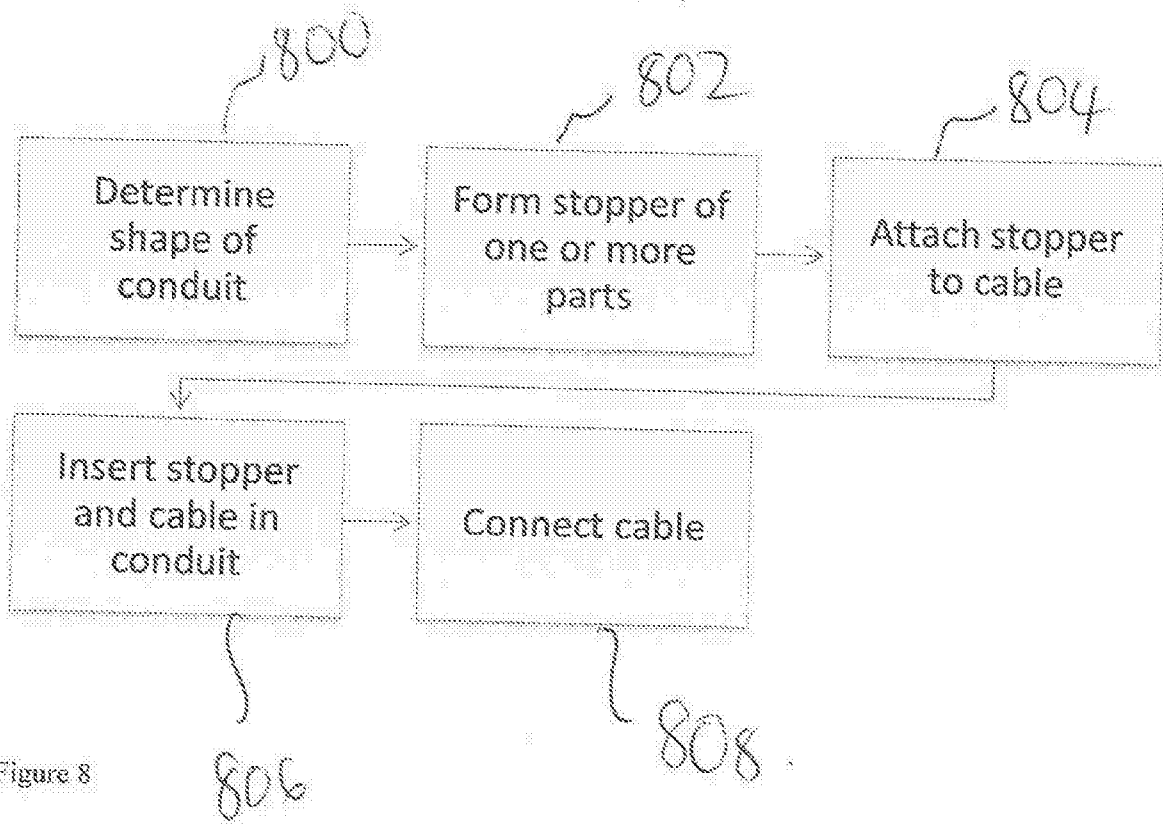 800
802
804
Determine
shape of
conduit
Form stopper of
one or more
parts
Attach stopper
to cable
Insert stopper
and cable in
conduit
Connect cable
806
808
Figure 8